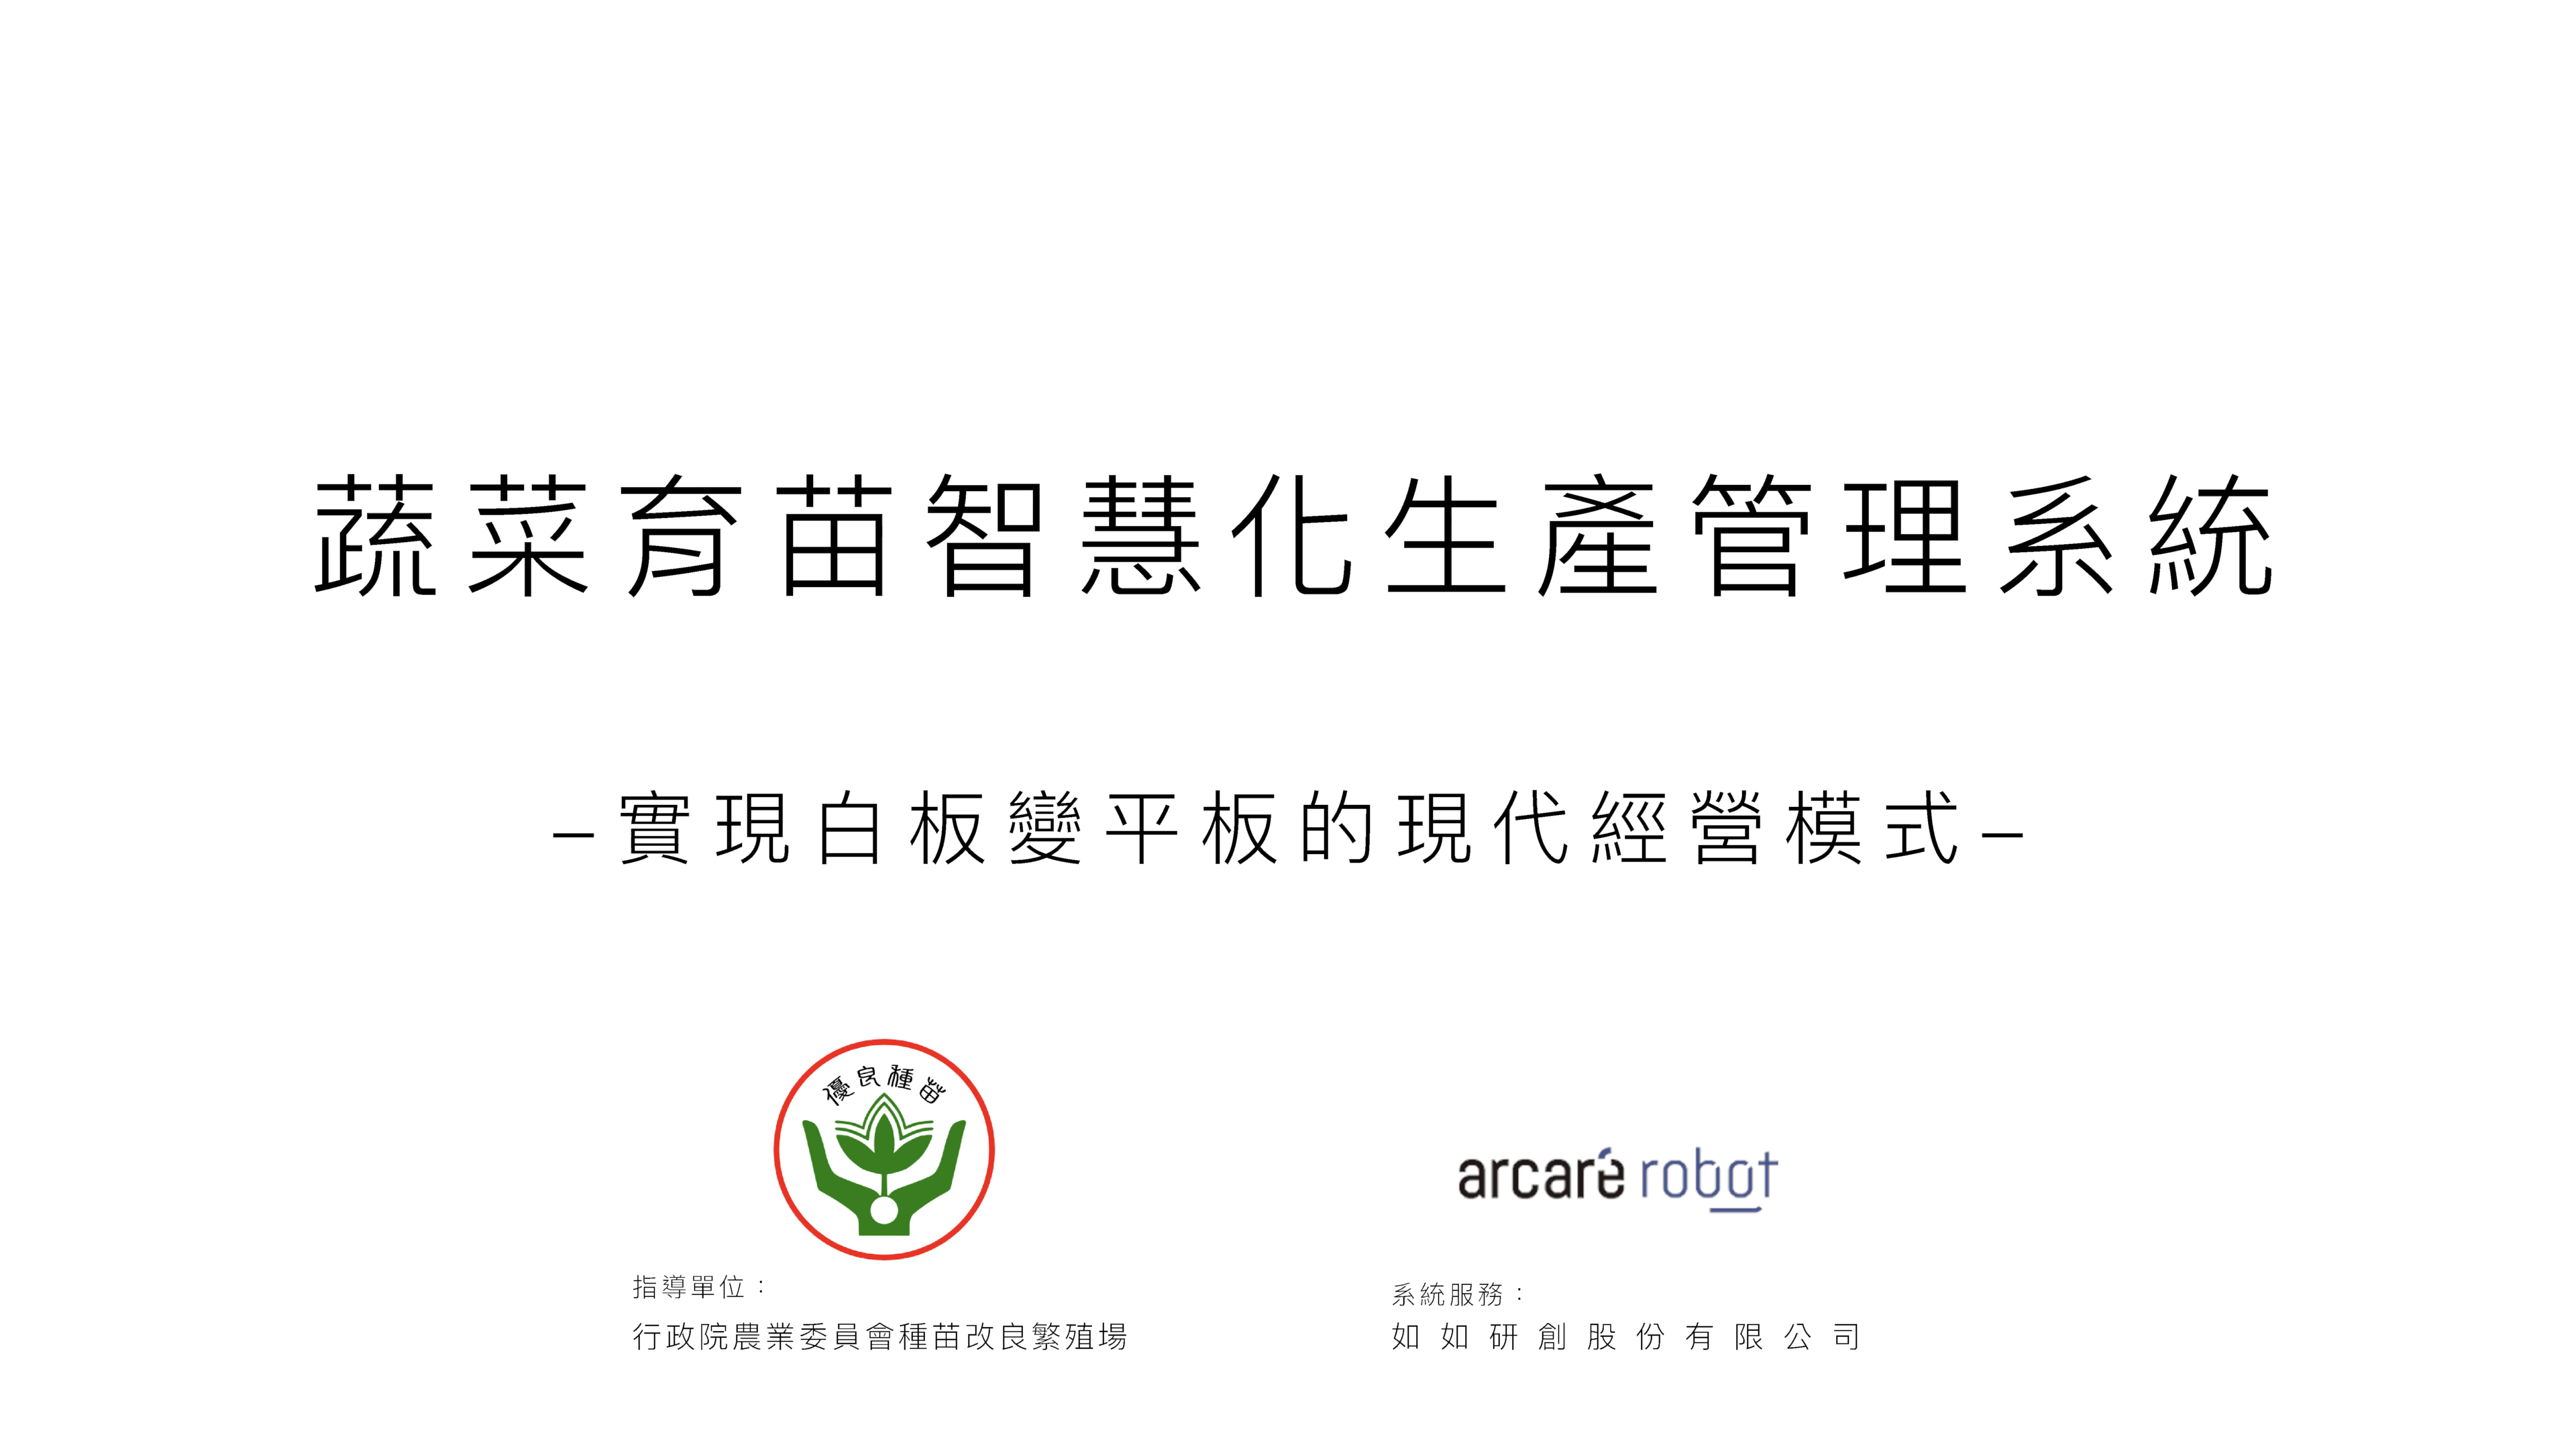 蔬菜育苗智慧化生產管理系統
–實現白板變平板的現代經營模式–
優良種苗
arcare robot
指導單位：
行政院農業委員會種苗改良繁殖場
系統服務：
如如研創股份有限公司